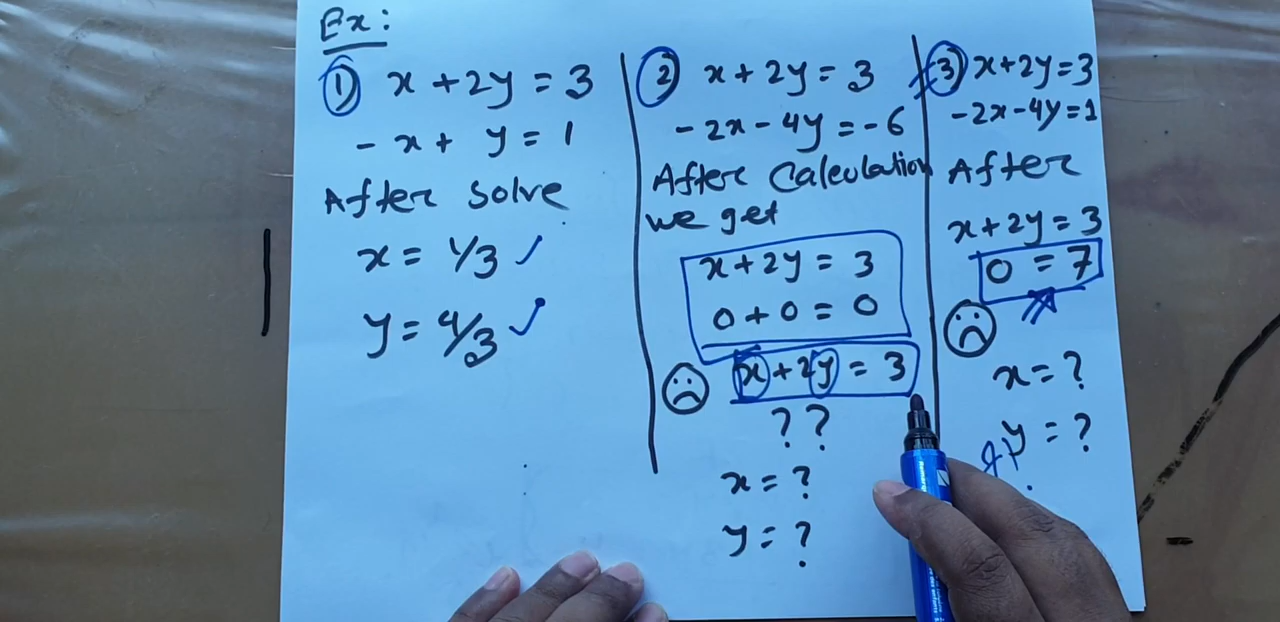 Ex:
① x + 2y = 3
- x + y = 1
After solve
x = 1/3 ✓
y = 4/3 ✓
② x + 2y = 3
- 2x - 4y = - 6
After Calculation
we get
x + 2y = 3
0 + 0 = 0
x + 2y = 3
? ?
x = ?
y = ?
③ x + 2y = 3
- 2x - 4y = 1
After
x + 2y = 3
0 = 7
x = ?
y = ?